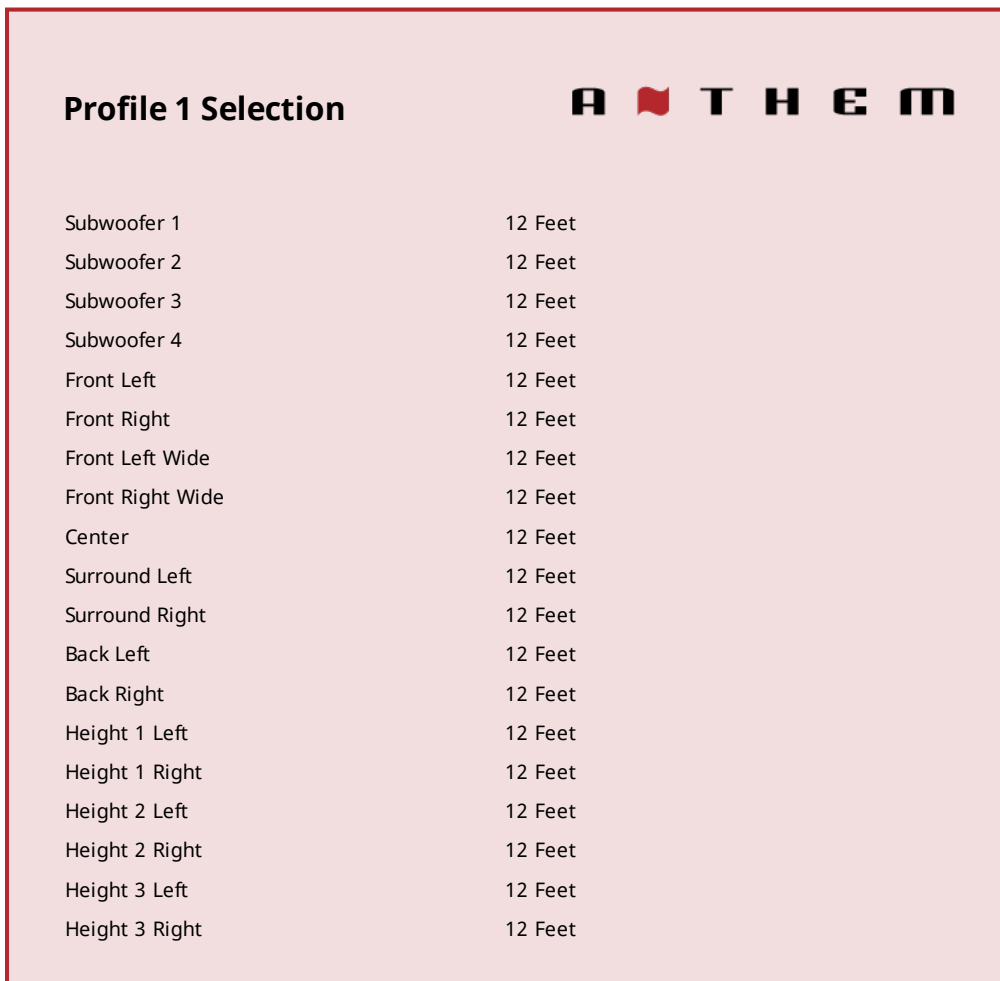 Profile 1 Selection
ANTHEM
Subwoofer 1 12 Feet
Subwoofer 2 12 Feet
Subwoofer 3 12 Feet
Subwoofer 4 12 Feet
Front Left 12 Feet
Front Right 12 Feet
Front Left Wide 12 Feet
Front Right Wide 12 Feet
Center 12 Feet
Surround Left 12 Feet
Surround Right 12 Feet
Back Left 12 Feet
Back Right 12 Feet
Height 1 Left 12 Feet
Height 1 Right 12 Feet
Height 2 Left 12 Feet
Height 2 Right 12 Feet
Height 3 Left 12 Feet
Height 3 Right 12 Feet